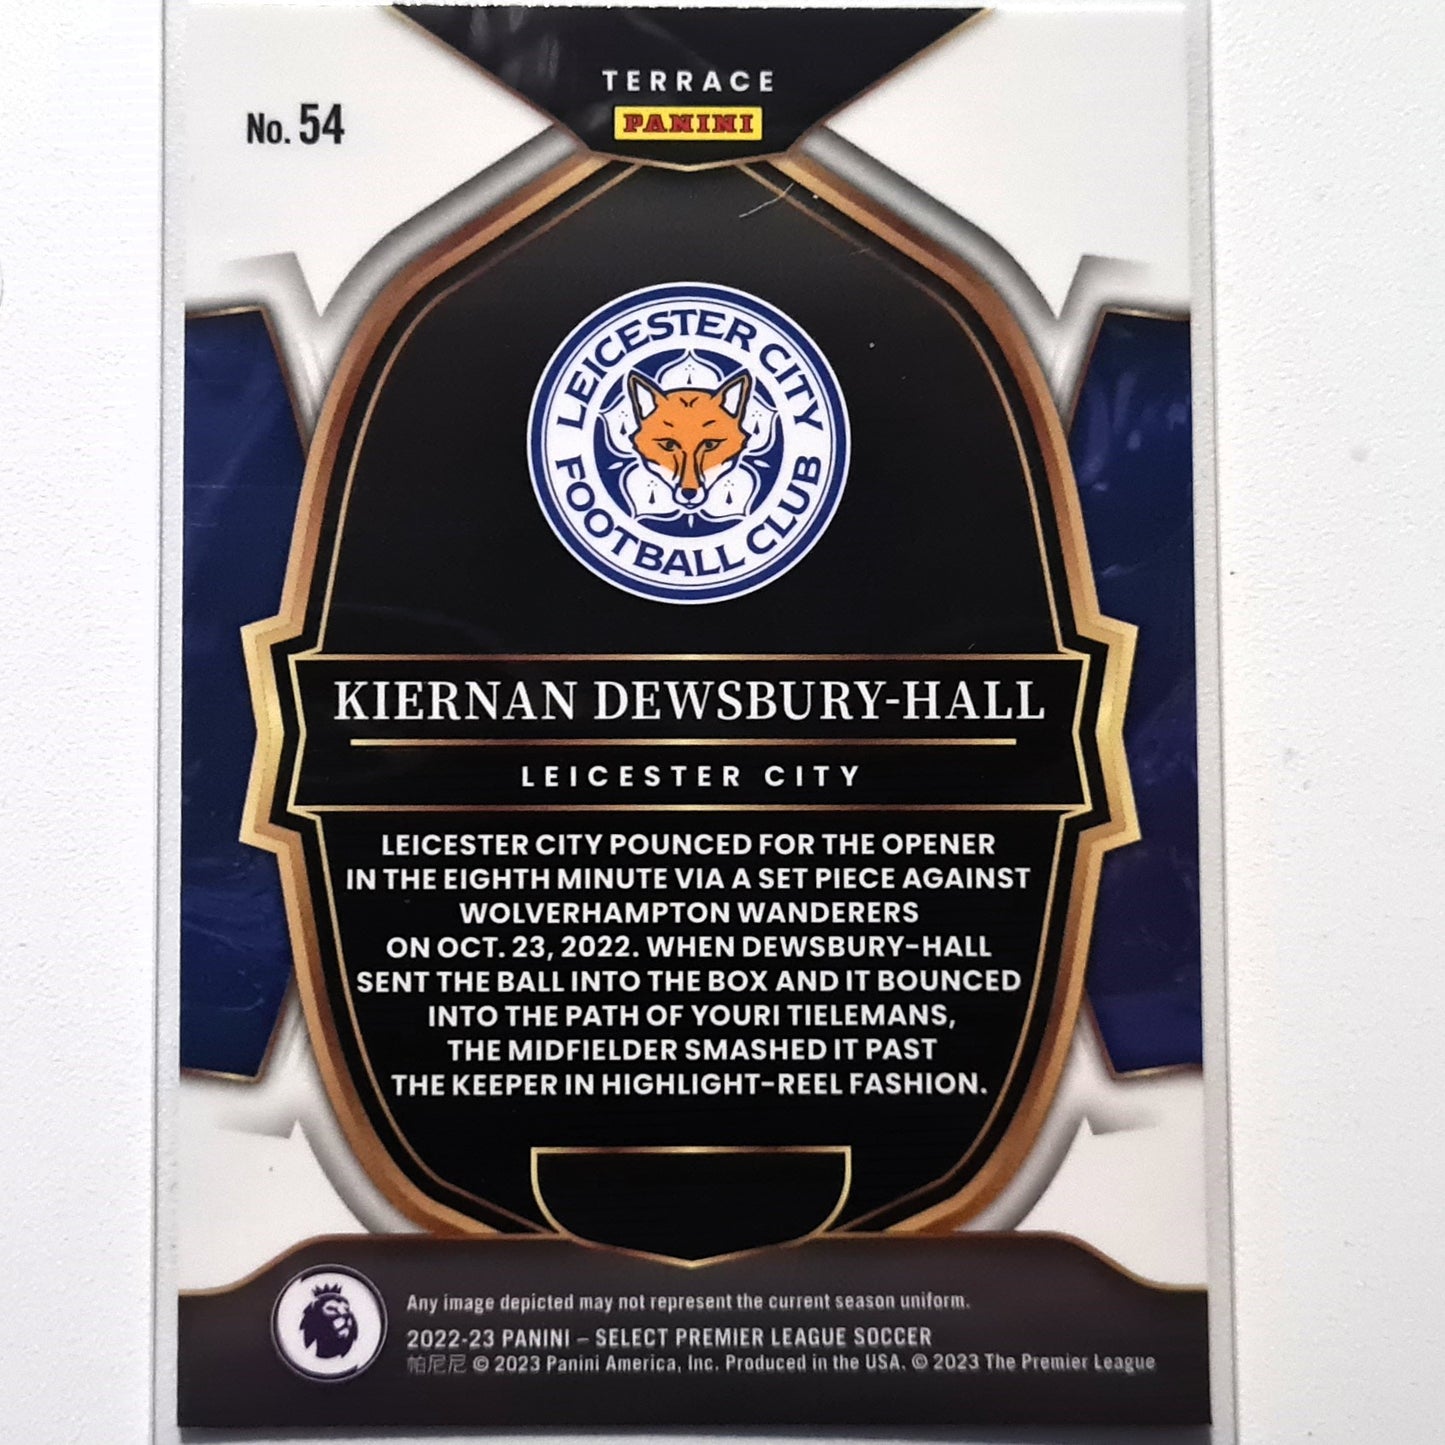 TERRACE
PANINI
No. 54
LEICESTER CITY
FOOTBALL CLUB
KIERNAN DEWSBURY-HALL
LEICESTER CITY
LEICESTER CITY POUNCED FOR THE OPENER
IN THE EIGHTH MINUTE VIA A SET PIECE AGAINST
WOLVERHAMPTON WANDERERS
ON OCT. 23, 2022. WHEN DEWSBURY-HALL
SENT THE BALL INTO THE BOX AND IT BOUNCED
INTO THE PATH OF YOURI TIELEMANS,
THE MIDFIELDER SMASHED IT PAST
THE KEEPER IN HIGHLIGHT-REEL FASHION.
Any image depicted may not represent the current season uniform.
2022-23 PANINI – SELECT PREMIER LEAGUE SOCCER
帕尼尼 © 2023 Panini America, Inc. Produced in the USA. © 2023 The Premier League